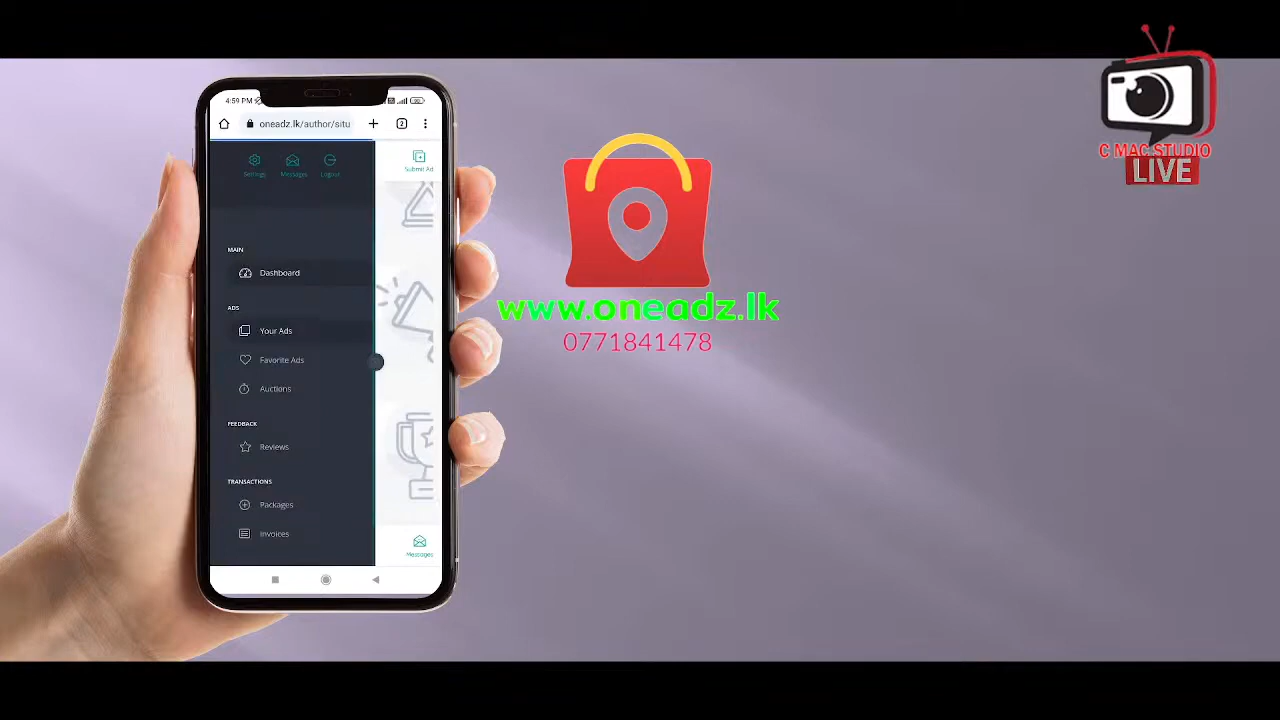 4:59 PM
oneadz.lk/author/situ
2
Settings
Messages
Logout
Submit Ad
MAIN
Dashboard
ADS
Your Ads
Favorite Ads
Auctions
FEEDBACK
Reviews
TRANSACTIONS
Packages
Invoices
Messages
www.oneadz.lk
0771841478
C MAC STUDIO
LIVE